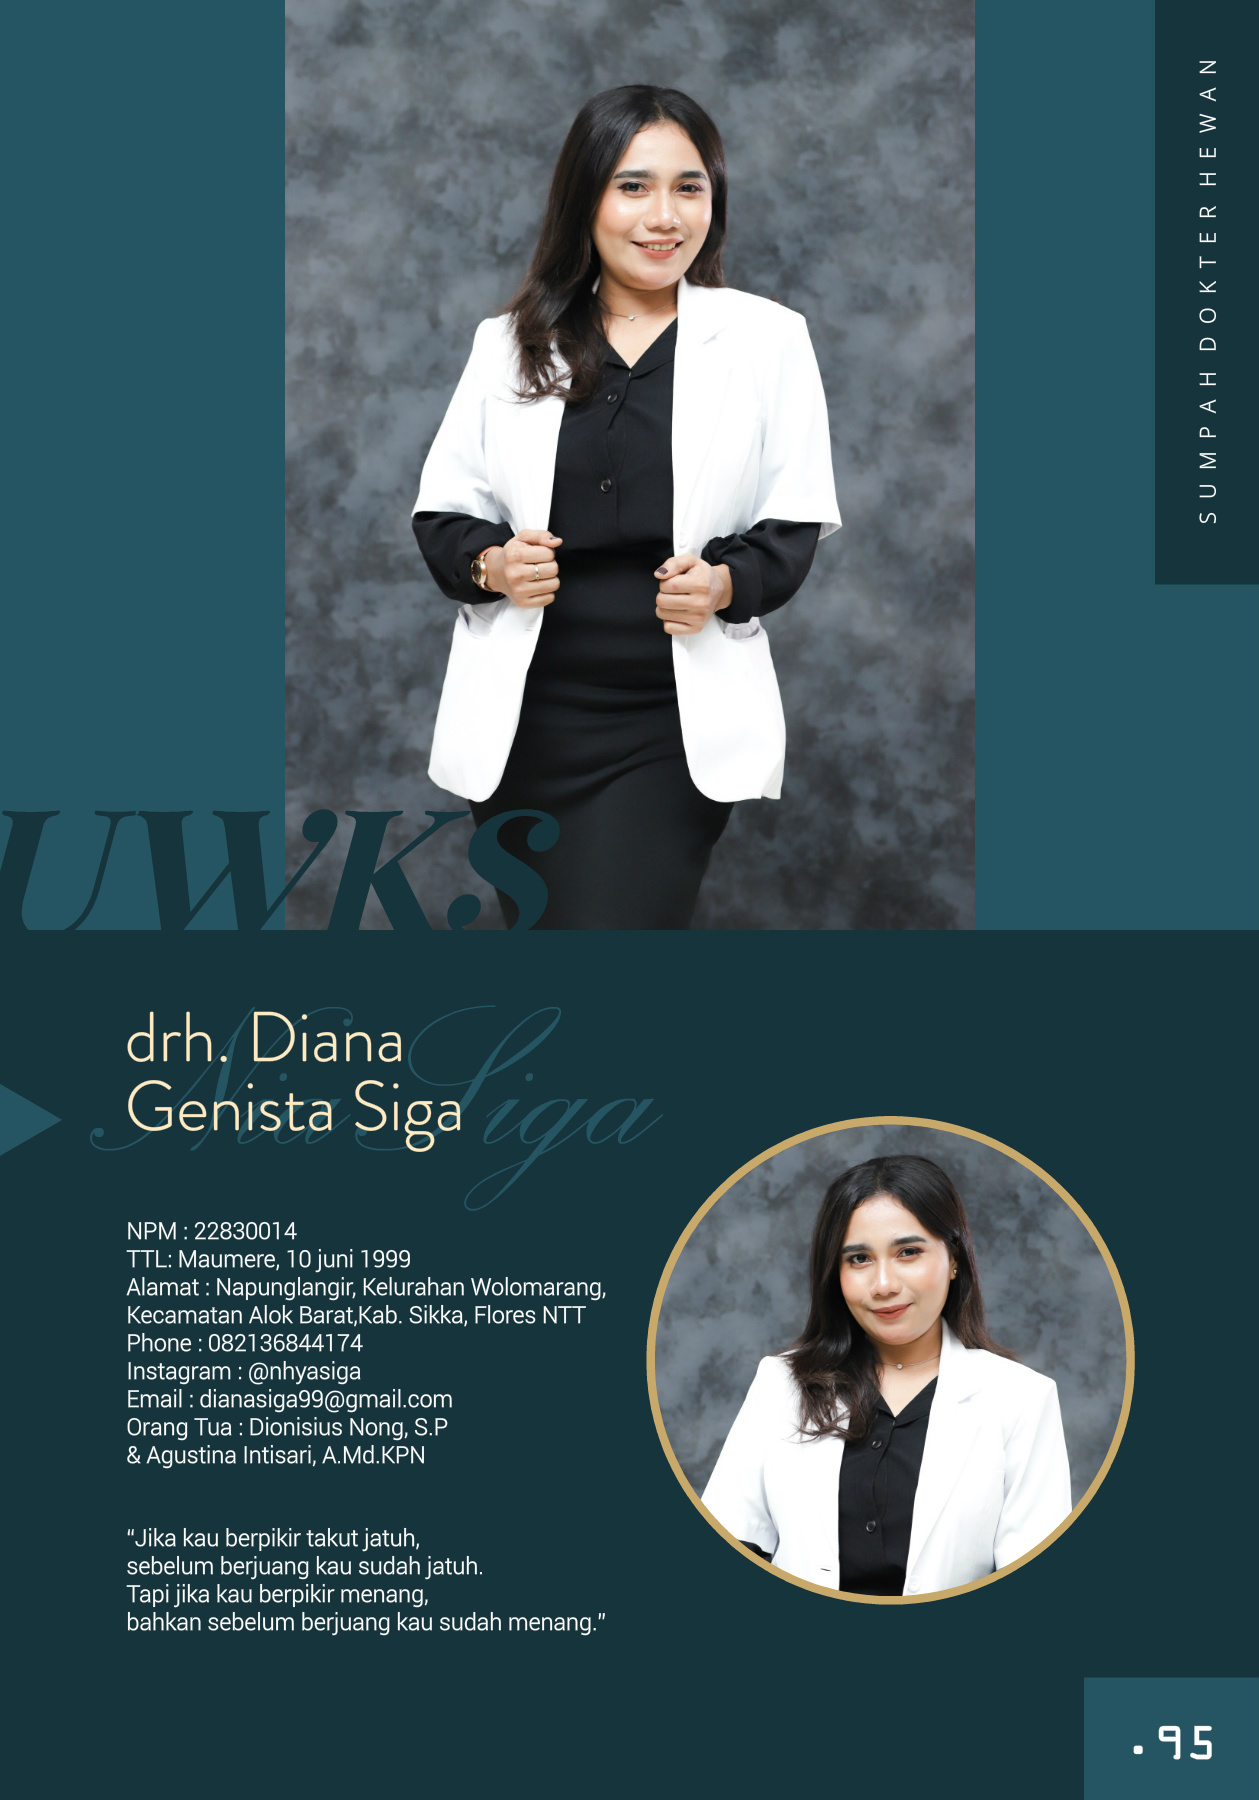 SUMPAH DOKTER HEWAN
UWKS
Nia Siga
drh. Diana
Genista Siga
NPM : 22830014
TTL: Maumere, 10 juni 1999
Alamat : Napunglangir, Kelurahan Wolomarang,
Kecamatan Alok Barat,Kab. Sikka, Flores NTT
Phone : 082136844174
Instagram : @nhyasiga
Email : dianasiga99@gmail.com
Orang Tua : Dionisius Nong, S.P
& Agustina Intisari, A.Md.KPN
“Jika kau berpikir takut jatuh,
sebelum berjuang kau sudah jatuh.
Tapi jika kau berpikir menang,
bahkan sebelum berjuang kau sudah menang.”
.95